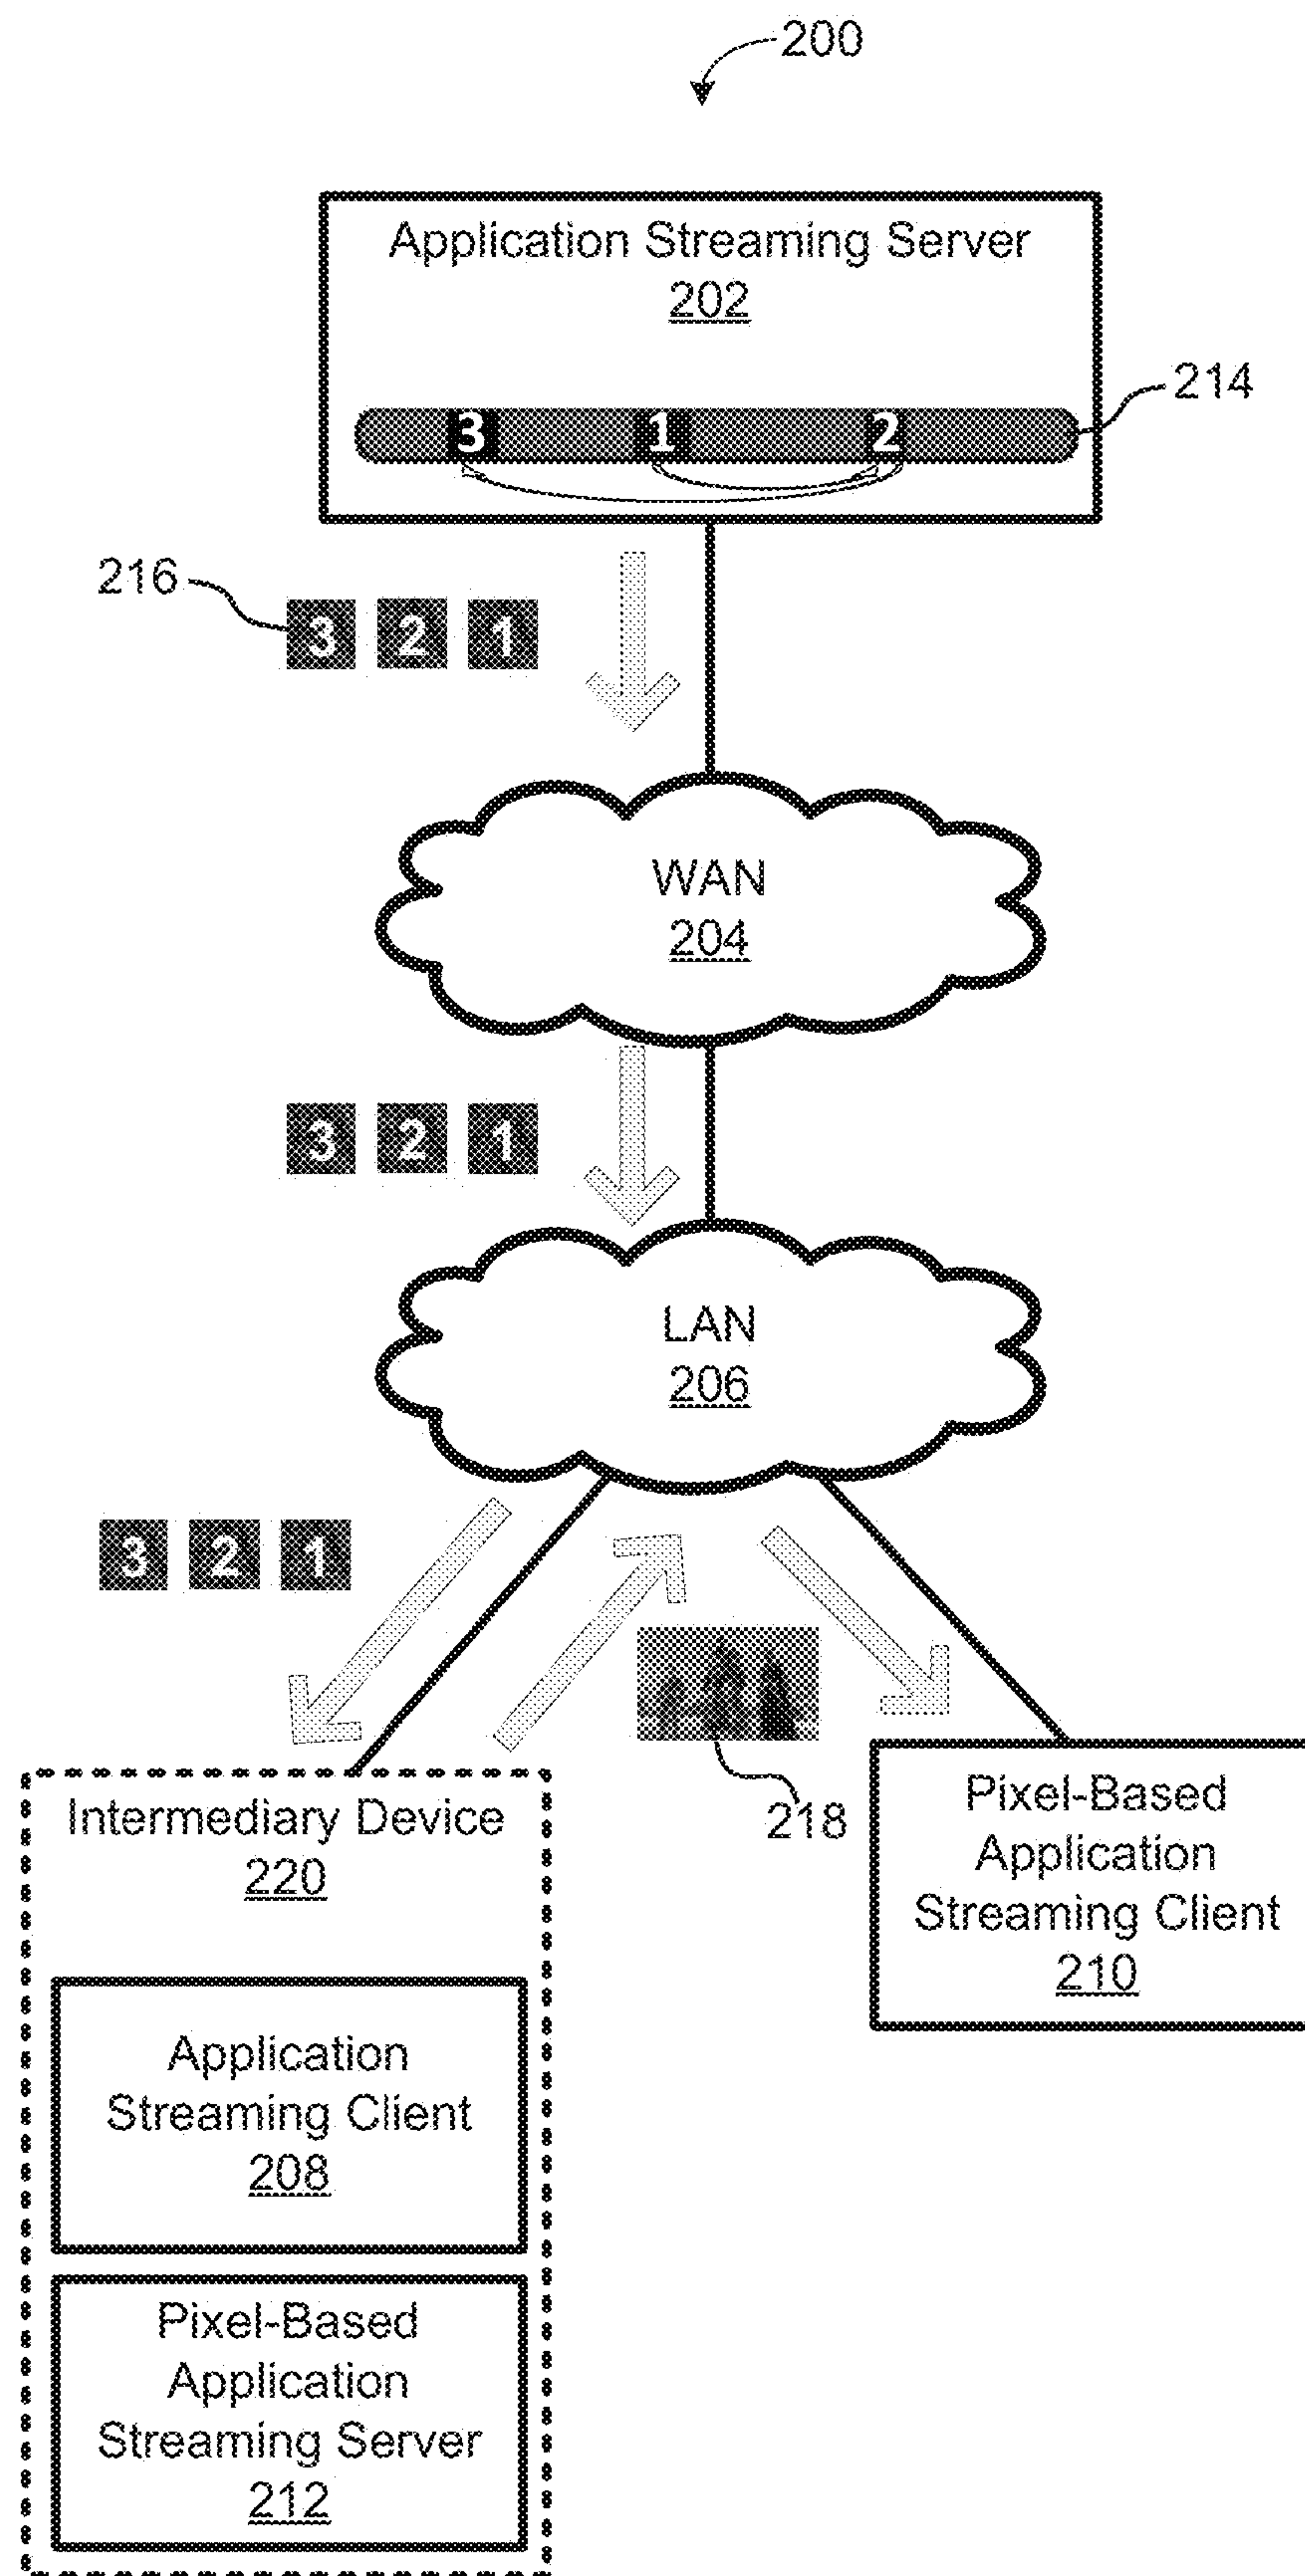 200
Application Streaming Server
202
214
3 1 2
216
3 2 1
WAN
204
3 2 1
LAN
206
3 2 1
218
Intermediary Device
220
Application
Streaming Client
208
Pixel-Based
Application
Streaming Server
212
Pixel-Based
Application
Streaming Client
210